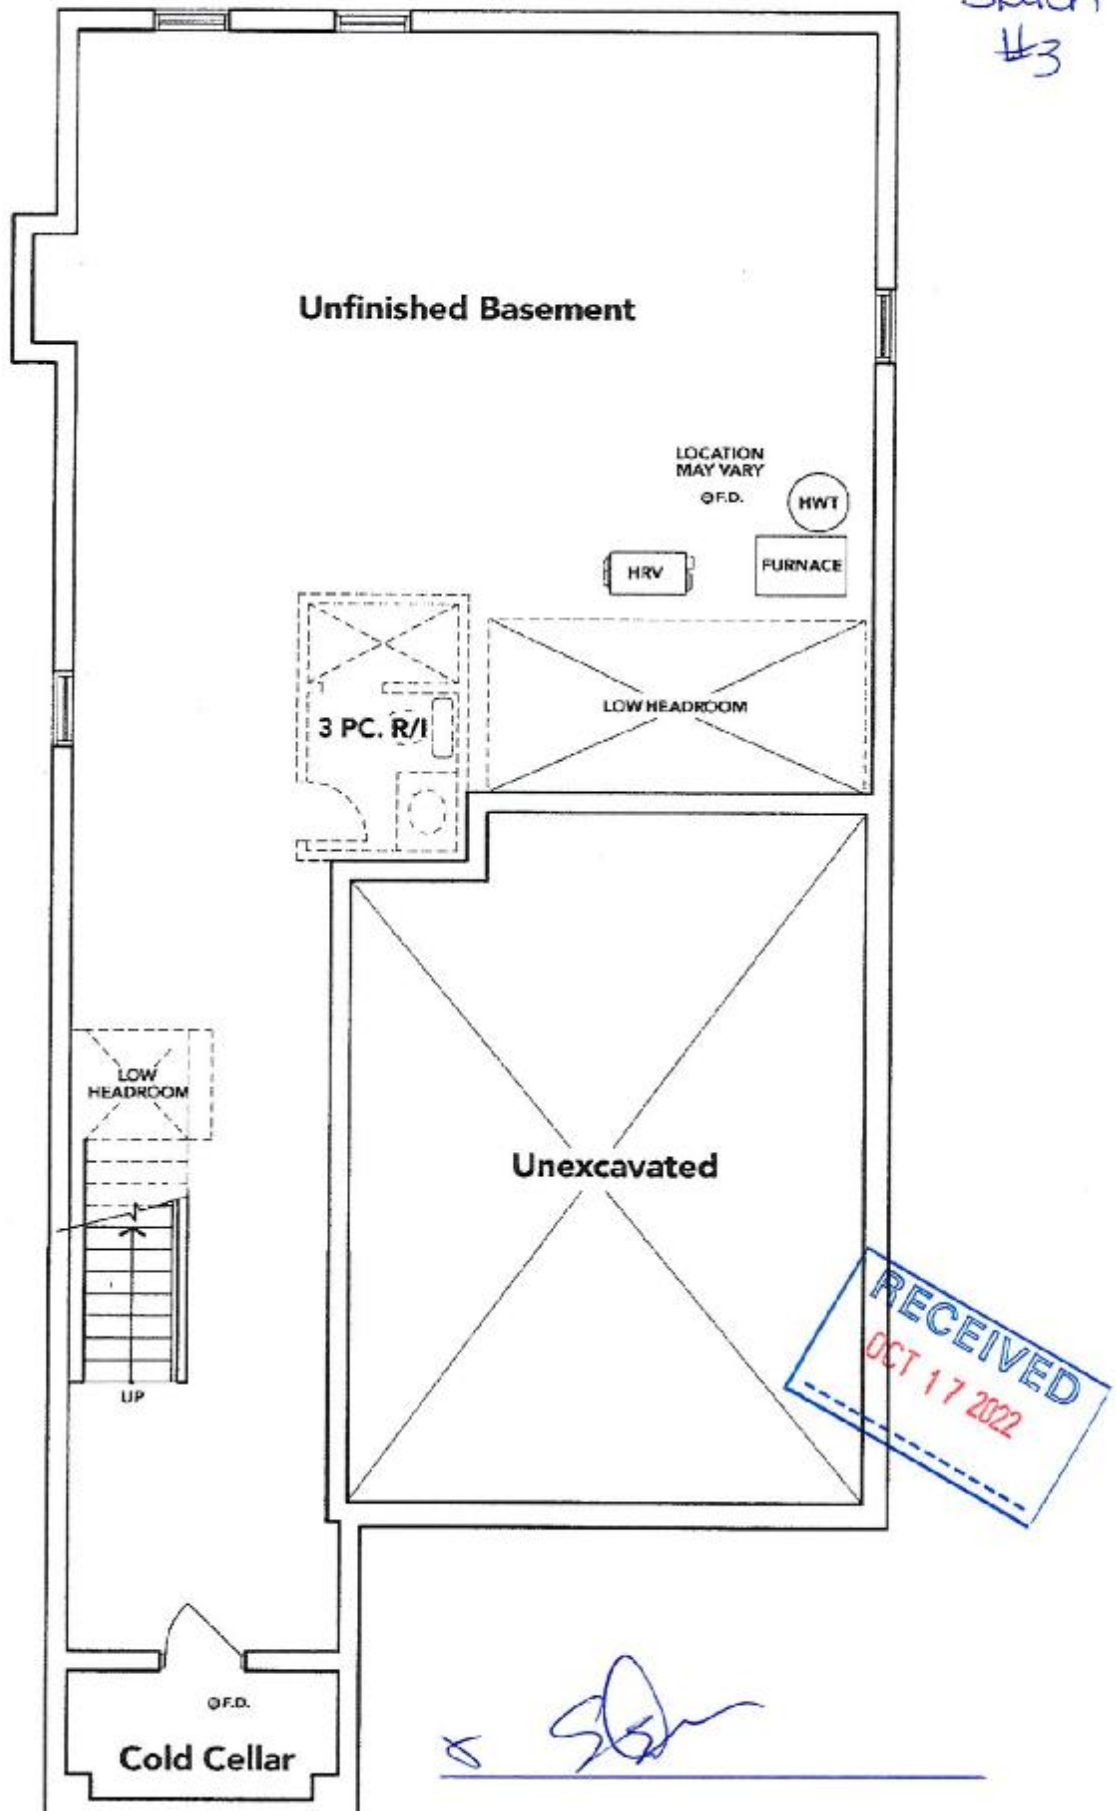 #3
Unfinished Basement
LOCATION
MAY VARY
F.D.
HWT
HRV
FURNACE
LOW HEADROOM
3 PC. R/I
LOW
HEADROOM
Unexcavated
UP
RECEIVED
OCT 17 2022
F.D.
Cold Cellar
x